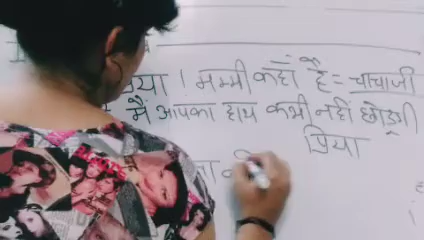 ! मम्मी कहाँ है = चाचाजी
मैं आपका हाथ कभी नहीं छोडूगी
प्रिया